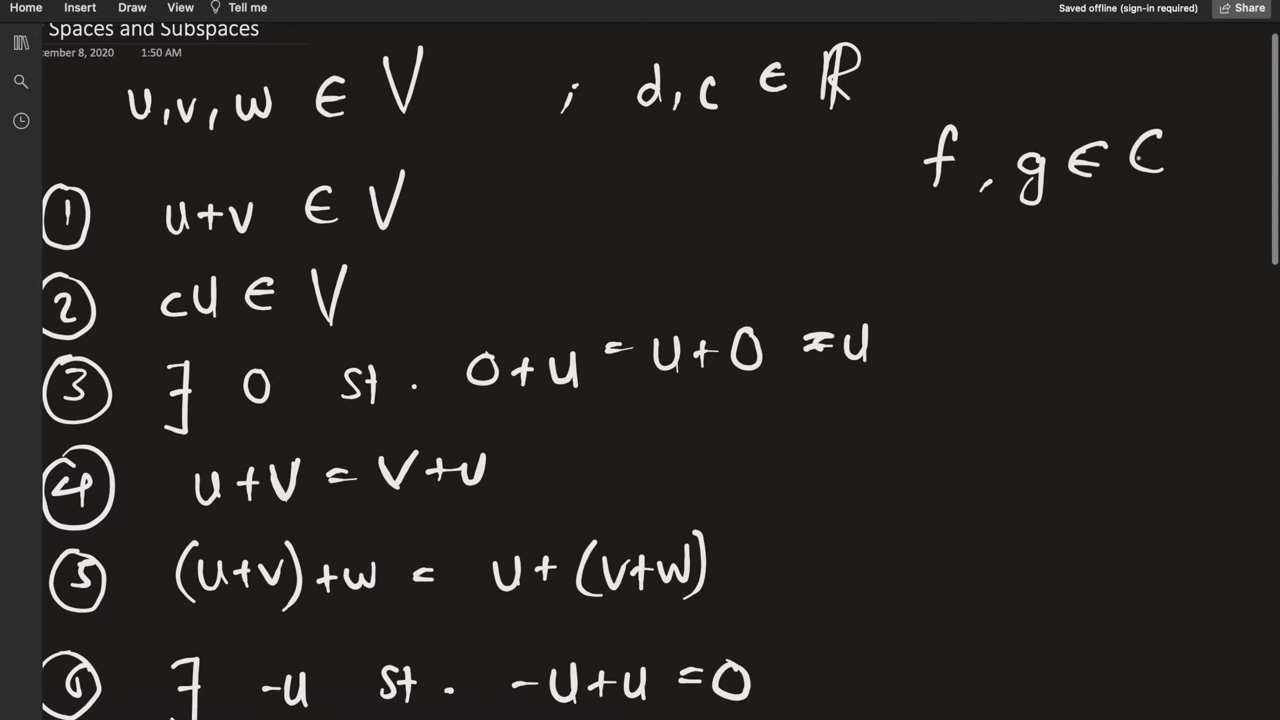 Home Insert Draw View Tell me Saved offline (sign-in required) Share
Spaces and Subspaces
cember 8, 2020 1:50 AM
u, v, w ∈ V ; d, c ∈ ℝ
f, g ∈ C
① u+v ∈ V
② cu ∈ V
③ ∃ 0 st. 0+u = u+0 = u
④ u+v = v+u
⑤ (u+v)+w = u+(v+w)
⑥ ∃ -u st. -u+u = 0